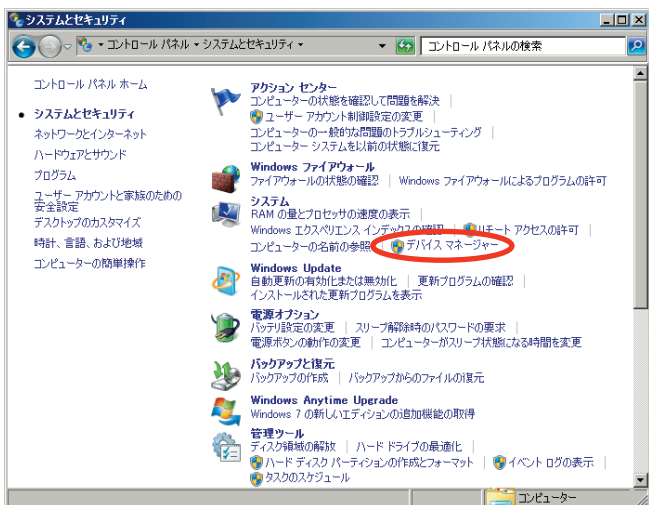 システムとセキュリティ
コントロール パネル システムとセキュリティ
コントロール パネルの検索
コントロール パネル ホーム
システムとセキュリティ
ネットワークとインターネット
ハードウェアとサウンド
プログラム
ユーザー アカウントと家族のための
安全設定
デスクトップのカスタマイズ
時計、言語、および地域
コンピューターの簡単操作
アクション センター
コンピューターの状態を確認して問題を解決
ユーザー アカウント制御設定の変更
コンピューターの一般的な問題のトラブルシューティング
コンピューター システムを以前の状態に復元
Windows ファイアウォール
ファイアウォールの状態の確認 | Windows ファイアウォールによるプログラムの許可
システム
RAM の量とプロセッサの速度の表示
Windows エクスペリエンス インデックスの確認 | リモート アクセスの許可
コンピューターの名前の参照 | デバイス マネージャー
Windows Update
自動更新の有効化または無効化 | 更新プログラムの確認
インストールされた更新プログラムを表示
電源オプション
バッテリ設定の変更 | スリープ解除時のパスワードの要求
電源ボタンの動作の変更 | コンピューターがスリープ状態になる時間を変更
バックアップと復元
バックアップの作成 | バックアップからのファイルの復元
Windows Anytime Upgrade
Windows 7 の新しいエディションの追加機能の取得
管理ツール
ディスク領域の解放 | ハード ドライブの最適化
ハード ディスク パーティションの作成とフォーマット | イベント ログの表示
タスクのスケジュール
コンピューター